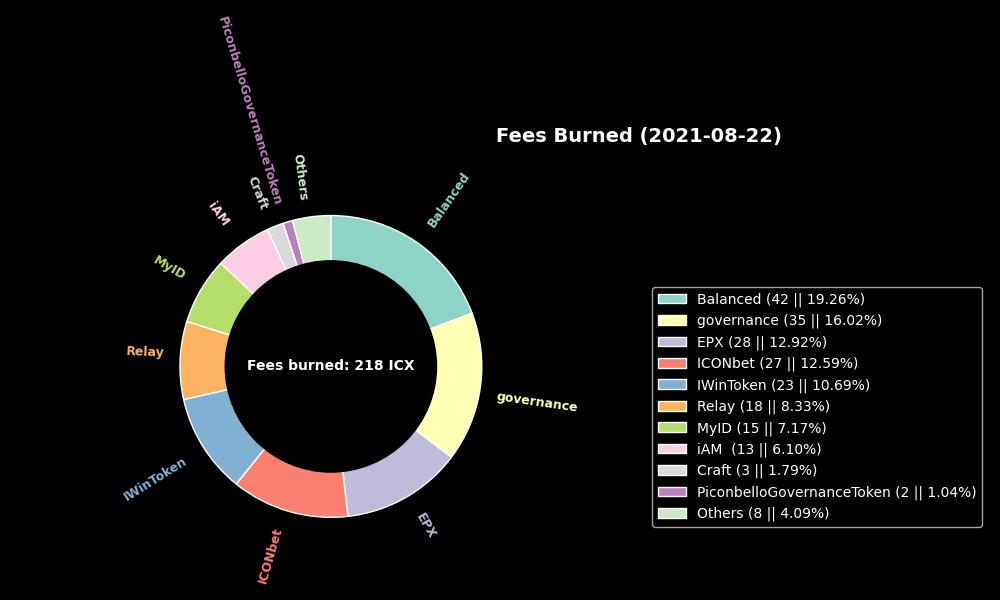 Fees Burned (2021-08-22)
PiconbelloGovernanceToken
Others
Craft
iAM
Balanced
MyID
Relay
Fees burned: 218 ICX
governance
IWinToken
EPX
ICONbet
Balanced (42 || 19.26%)
governance (35 || 16.02%)
EPX (28 || 12.92%)
ICONbet (27 || 12.59%)
IWinToken (23 || 10.69%)
Relay (18 || 8.33%)
MyID (15 || 7.17%)
iAM  (13 || 6.10%)
Craft (3 || 1.79%)
PiconbelloGovernanceToken (2 || 1.04%)
Others (8 || 4.09%)